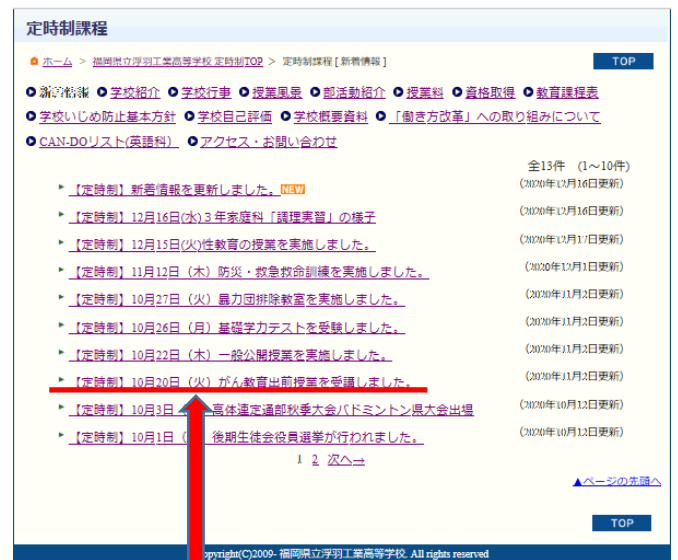 定時制課程
ホーム > 福岡県立浮羽工業高等学校 定時制TOP > 定時制課程 [ 新着情報 ]
TOP
新着情報 学校紹介 学校行事 授業風景 部活動紹介 授業料 資格取得 教育課程表
学校いじめ防止基本方針 学校自己評価 学校概要資料 「働き方改革」への取り組みについて
CAN-DOリスト(英語科) アクセス・お問い合わせ
全13件 (1～10件)
【定時制】新着情報を更新しました。NEW (2020年12月16日更新)
【定時制】12月16日(水)３年家庭科「調理実習」の様子 (2020年12月16日更新)
【定時制】12月15日(火)性教育の授業を実施しました。 (2020年12月17日更新)
【定時制】11月12日（木）防災・救急救命訓練を実施しました。 (2020年12月1日更新)
【定時制】10月27日（火）暴力団排除教室を実施しました。 (2020年11月2日更新)
【定時制】10月26日（月）基礎学力テストを受験しました。 (2020年11月2日更新)
【定時制】10月22日（木）一般公開授業を実施しました。 (2020年11月2日更新)
【定時制】10月20日（火）がん教育出前授業を受講しました。 (2020年11月2日更新)
【定時制】10月3日 高体連定通部秋季大会バドミントン県大会出場 (2020年10月12日更新)
【定時制】10月1日 後期生徒会役員選挙が行われました。 (2020年10月12日更新)
1 2 次へ→
▲ページの先頭へ
TOP
opyright(C)2009- 福岡県立浮羽工業高等学校. All rights reserved